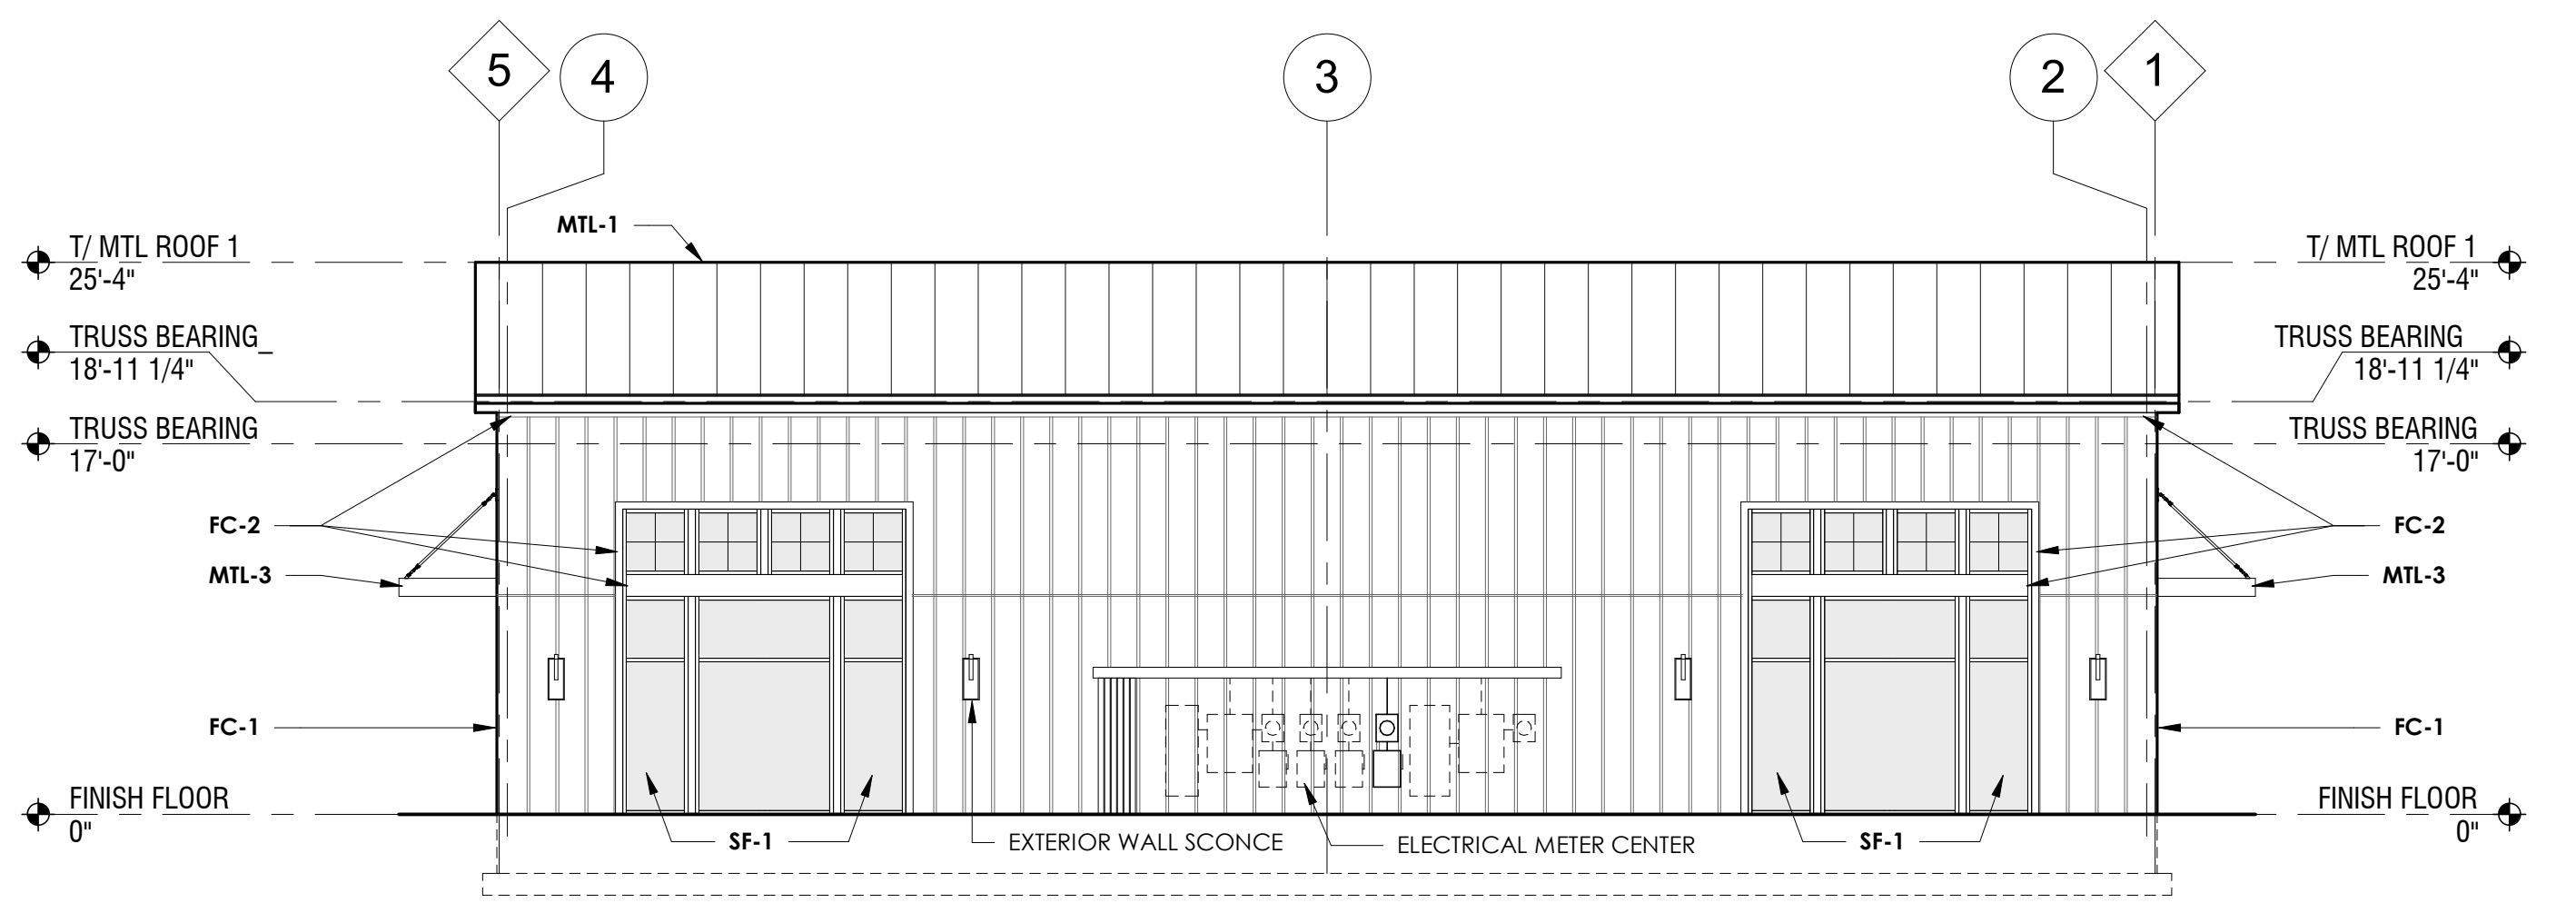 5
4
3
2
1
MTL-1
T/ MTL ROOF 1
25'-4"
T/ MTL ROOF 1
25'-4"
TRUSS BEARING
18'-11 1/4"
TRUSS BEARING
18'-11 1/4"
TRUSS BEARING
17'-0"
TRUSS BEARING
17'-0"
FC-2
FC-2
MTL-3
MTL-3
FC-1
FC-1
FINISH FLOOR
0"
FINISH FLOOR
0"
SF-1
EXTERIOR WALL SCONCE
ELECTRICAL METER CENTER
SF-1